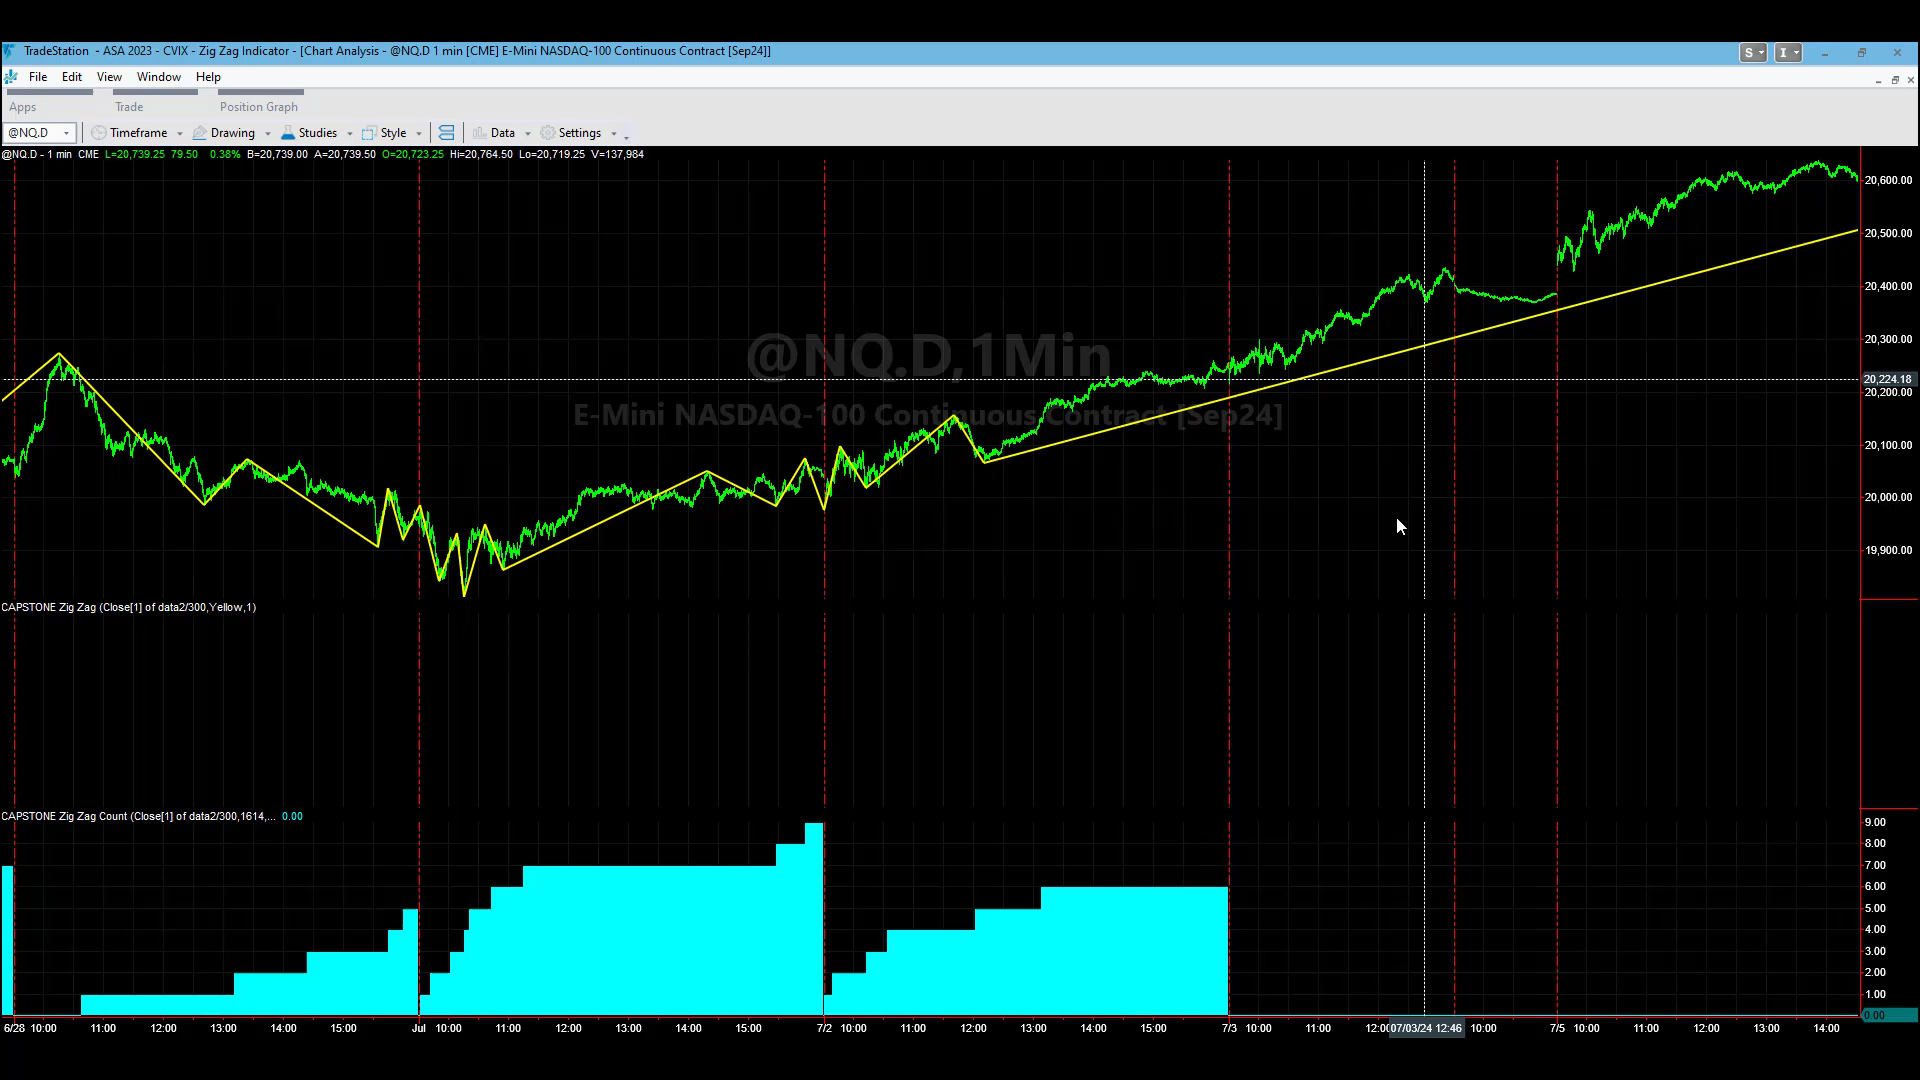 TradeStation - ASA 2023 - CVIX - Zig Zag Indicator - [Chart Analysis - @NQ.D 1 min [CME] E-Mini NASDAQ-100 Continuous Contract [Sep24]]
S I
File Edit View Window Help
Apps Trade Position Graph
@NQ.D Timeframe Drawing Studies Style Data Settings
@NQ.D - 1 min CME L=20,739.25 79.50 0.38% B=20,739.00 A=20,739.50 O=20,723.25 Hi=20,764.50 Lo=20,719.25 V=137,984
20,600.00
20,500.00
20,400.00
20,300.00
@NQ.D,1Min
20,224.18
20,200.00
E-Mini NASDAQ-100 Continuous Contract [Sep24]
20,100.00
20,000.00
19,900.00
CAPSTONE Zig Zag (Close[1] of data2/300,Yellow,1)
CAPSTONE Zig Zag Count (Close[1] of data2/300,1614,... 0.00
9.00
8.00
7.00
6.00
5.00
4.00
3.00
2.00
1.00
0.00
6/28 10:00 11:00 12:00 13:00 14:00 15:00 Jul 10:00 11:00 12:00 13:00 14:00 15:00 7/2 10:00 11:00 12:00 13:00 14:00 15:00 7/3 10:00 11:00 12:00 07/03/24 12:46 10:00 7/5 10:00 11:00 12:00 13:00 14:00